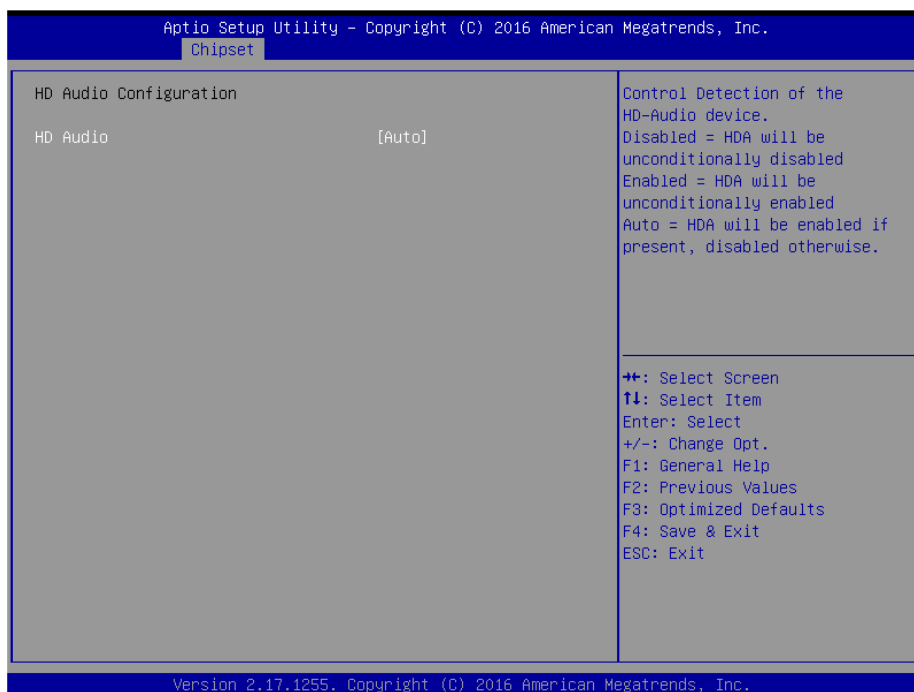 Aptio Setup Utility – Copyright (C) 2016 American Megatrends, Inc.
Chipset
HD Audio Configuration
HD Audio [Auto]
Control Detection of the
HD-Audio device.
Disabled = HDA will be
unconditionally disabled
Enabled = HDA will be
unconditionally enabled
Auto = HDA will be enabled if
present, disabled otherwise.
→←: Select Screen
↑↓: Select Item
Enter: Select
+/-: Change Opt.
F1: General Help
F2: Previous Values
F3: Optimized Defaults
F4: Save & Exit
ESC: Exit
Version 2.17.1255. Copyright (C) 2016 American Megatrends, Inc.